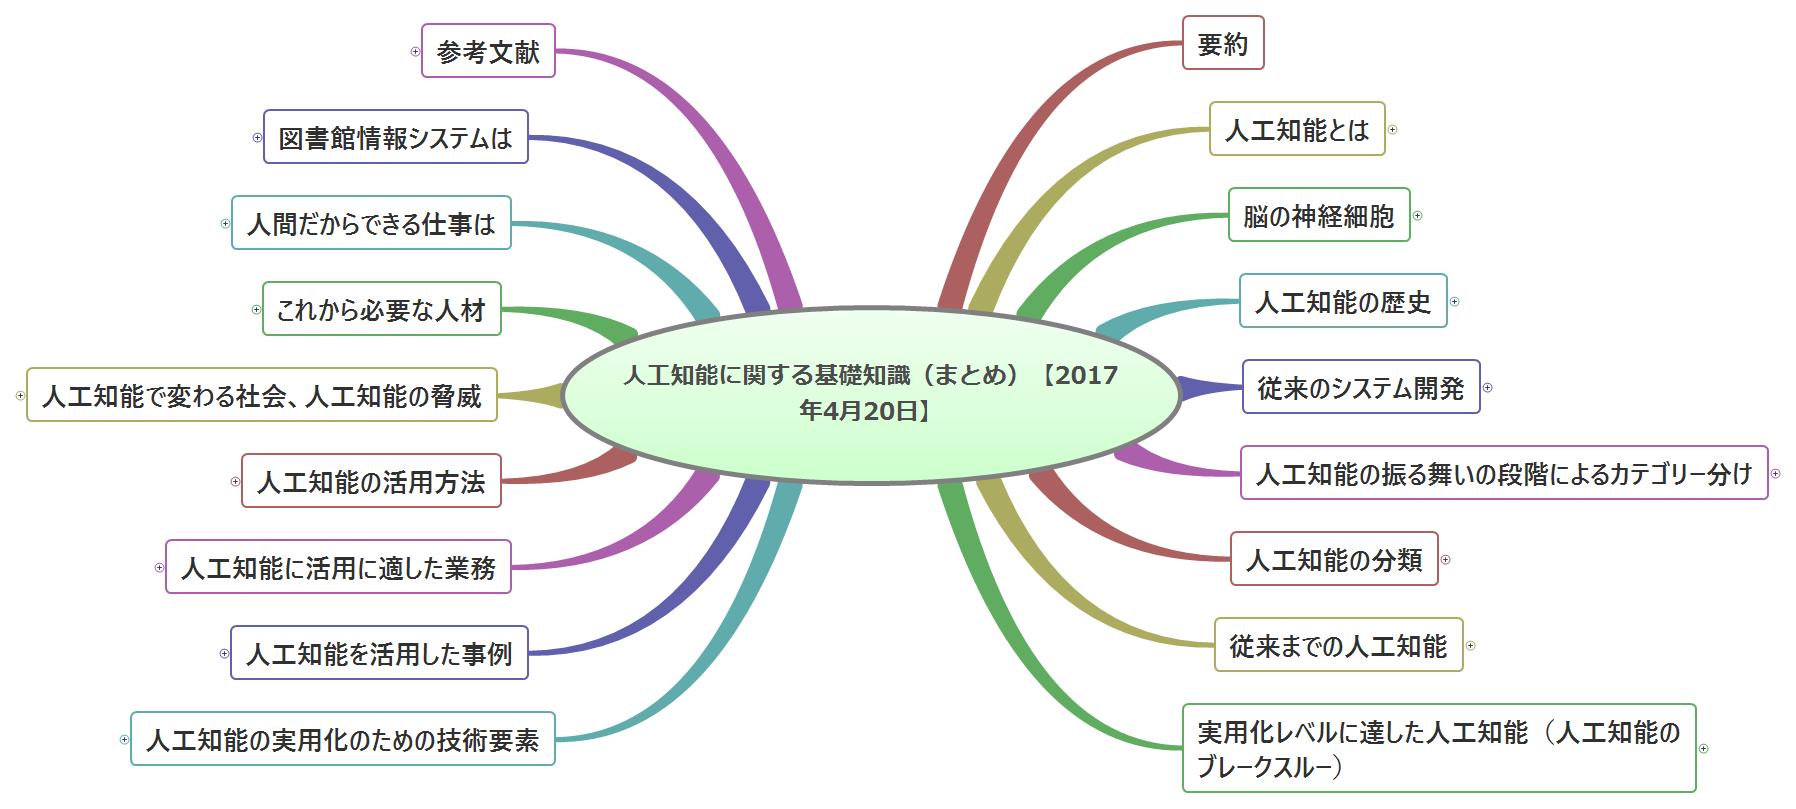 人工知能に関する基礎知識（まとめ）【2017
年4月20日】
要約
人工知能とは
脳の神経細胞
人工知能の歴史
従来のシステム開発
人工知能の振る舞いの段階によるカテゴリー分け
人工知能の分類
従来までの人工知能
実用化レベルに達した人工知能（人工知能の
ブレークスルー）
参考文献
図書館情報システムは
人間だからできる仕事は
これから必要な人材
人工知能で変わる社会、人工知能の脅威
人工知能の活用方法
人工知能に活用に適した業務
人工知能を活用した事例
人工知能の実用化のための技術要素